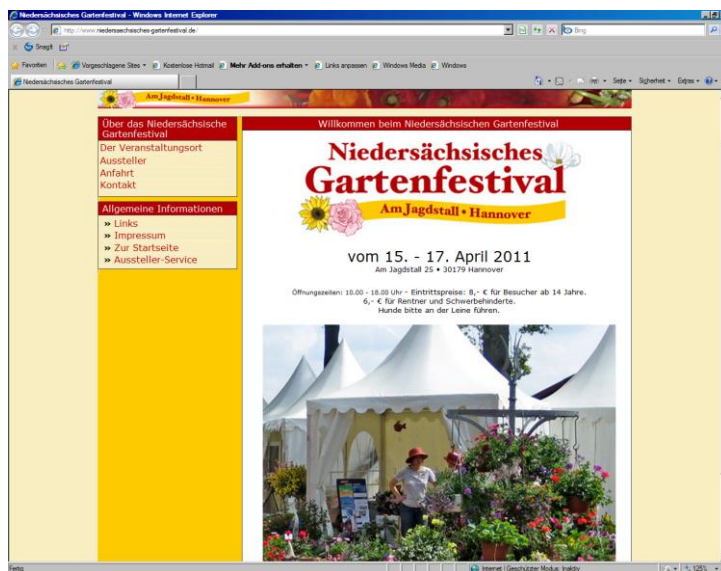 Niedersächsisches Gartenfestival - Windows Internet Explorer
http://www.niedersaechsisches-gartenfestival.de/
Bing
x SnagIt
Favoriten Vorgeschlagene Sites Kostenlose Hotmail Mehr Add-ons erhalten Links anpassen Windows Media Windows
Niedersächsisches Gartenfestival
Seite Sicherheit Extras
Am Jagdstall • Hannover
Über das Niedersächsische
Gartenfestival
Der Veranstaltungsort
Aussteller
Anfahrt
Kontakt
Allgemeine Informationen
» Links
» Impressum
» Zur Startseite
» Aussteller-Service
Willkommen beim Niedersächsischen Gartenfestival
Niedersächsisches
Gartenfestival
Am Jagdstall • Hannover
vom 15. - 17. April 2011
Am Jagdstall 25 • 30179 Hannover
Öffnungszeiten: 10.00 - 18.00 Uhr - Eintrittspreise: 8,- € für Besucher ab 14 Jahre.
6,- € für Rentner und Schwerbehinderte.
Hunde bitte an der Leine führen.
Fertig
Internet | Geschützter Modus: Inaktiv
125%